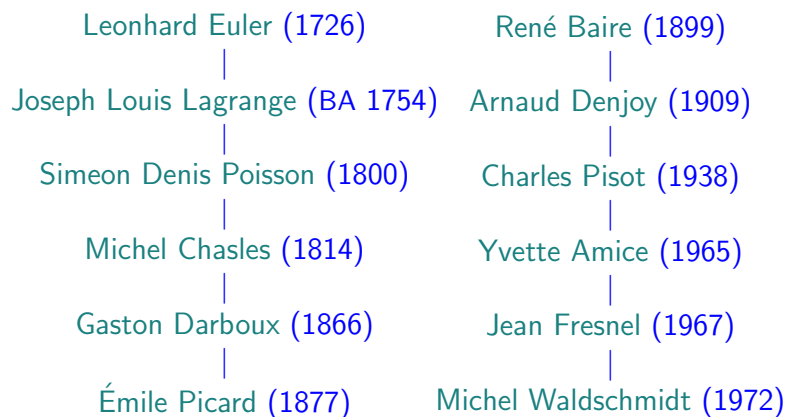 Leonhard Euler (1726)
Joseph Louis Lagrange (BA 1754)
Simeon Denis Poisson (1800)
Michel Chasles (1814)
Gaston Darboux (1866)
Émile Picard (1877)
René Baire (1899)
Arnaud Denjoy (1909)
Charles Pisot (1938)
Yvette Amice (1965)
Jean Fresnel (1967)
Michel Waldschmidt (1972)